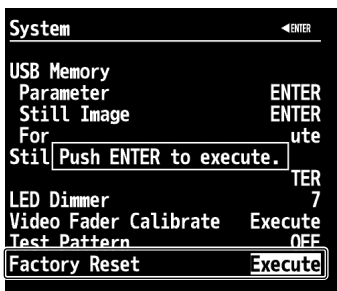 System ◄ENTER
USB Memory
Parameter ENTER
Still Image ENTER
For ute
Stil Push ENTER to execute.
TER
LED Dimmer 7
Video Fader Calibrate Execute
Test Pattern OFF
Factory Reset Execute